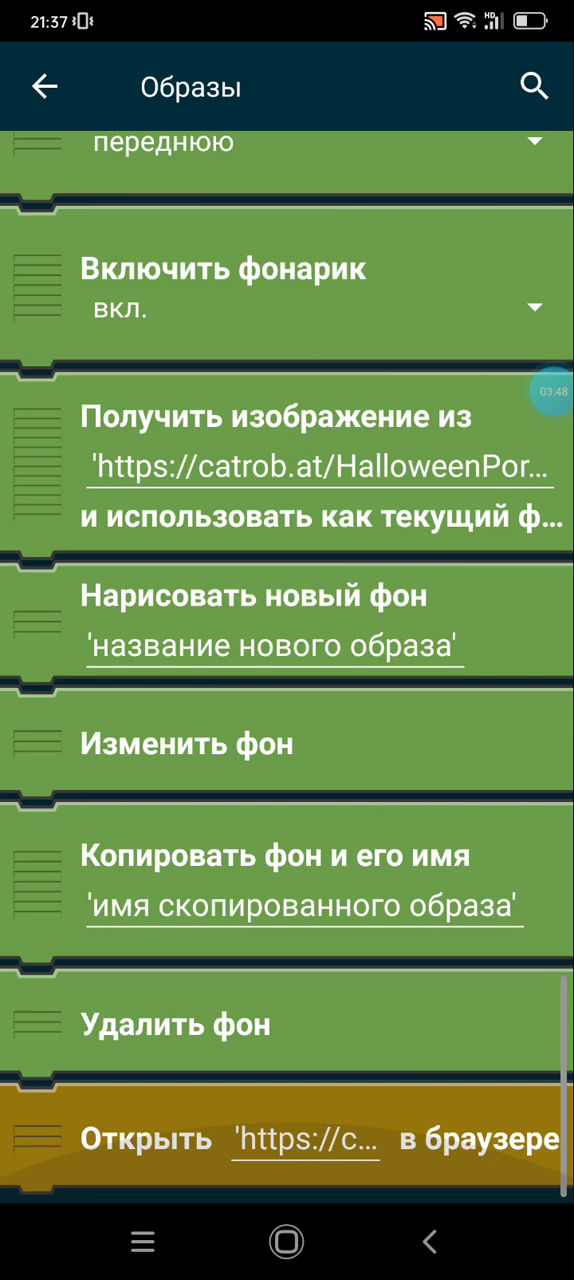 21:37
HD
Образы
переднюю
Включить фонарик
вкл.
03:48
Получить изображение из
'https://catrob.at/HalloweenPor...
и использовать как текущий ф...
Нарисовать новый фон
'название нового образа'
Изменить фон
Копировать фон и его имя
'имя скопированного образа'
Удалить фон
Открыть 'https://c... в браузере